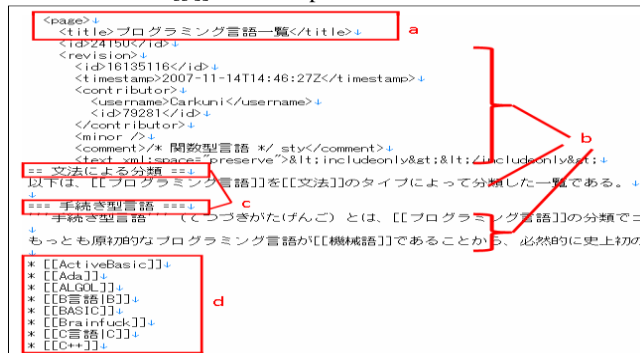 <page>↓
<title>プログラミング言語一覧</title>↓
a
<id>24150</id>↓
<revision>↓
<id>16135116</id>↓
<timestamp>2007-11-14T14:46:27Z</timestamp>↓
<contributor>↓
<username>Carkuni</username>↓
<id>79281</id>↓
</contributor>↓
<minor />↓
b
<comment>/* 関数型言語 */ sty</comment>↓
<text xml:space="preserve">&lt;includeonly&gt;&lt;/includeonly&gt;↓
== 文法による分類 ==↓
以下は、[[プログラミング言語]]を[[文法]]のタイプによって分類した一覧である。↓
↓
c
=== 手続き型言語 ===↓
'''手続き型言語''' (てつづきがた(げんご) とは、[[プログラミング言語]]の分類で
↓
もっとも原初的なプログラミング言語が[[機械語]]であることから、必然的に史上初の
↓
* [[ActiveBasic]]↓
* [[Ada]]↓
* [[ALGOL]]↓
* [[B言語|B]]↓
d
* [[BASIC]]↓
* [[Brainfuck]]↓
* [[C言語|C]]↓
* [[C++]]↓